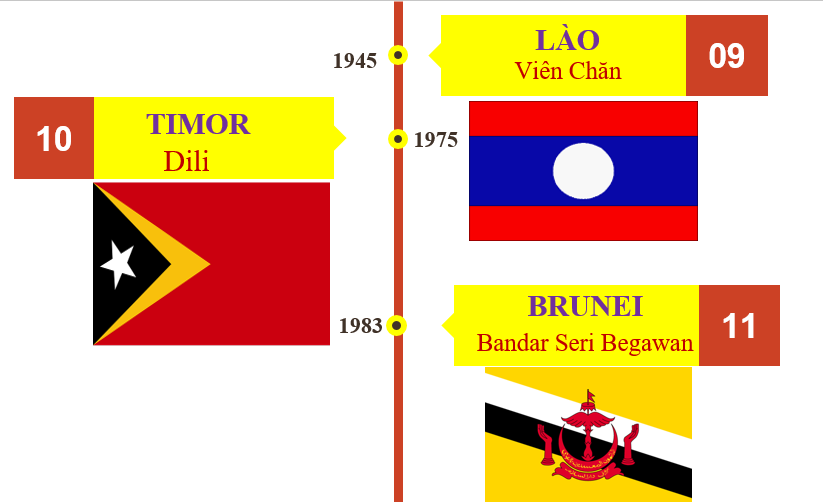 1945
LÀO
Viên Chăn
09
10
TIMOR
Dili
1975
1983
BRUNEI
Bandar Seri Begawan
11